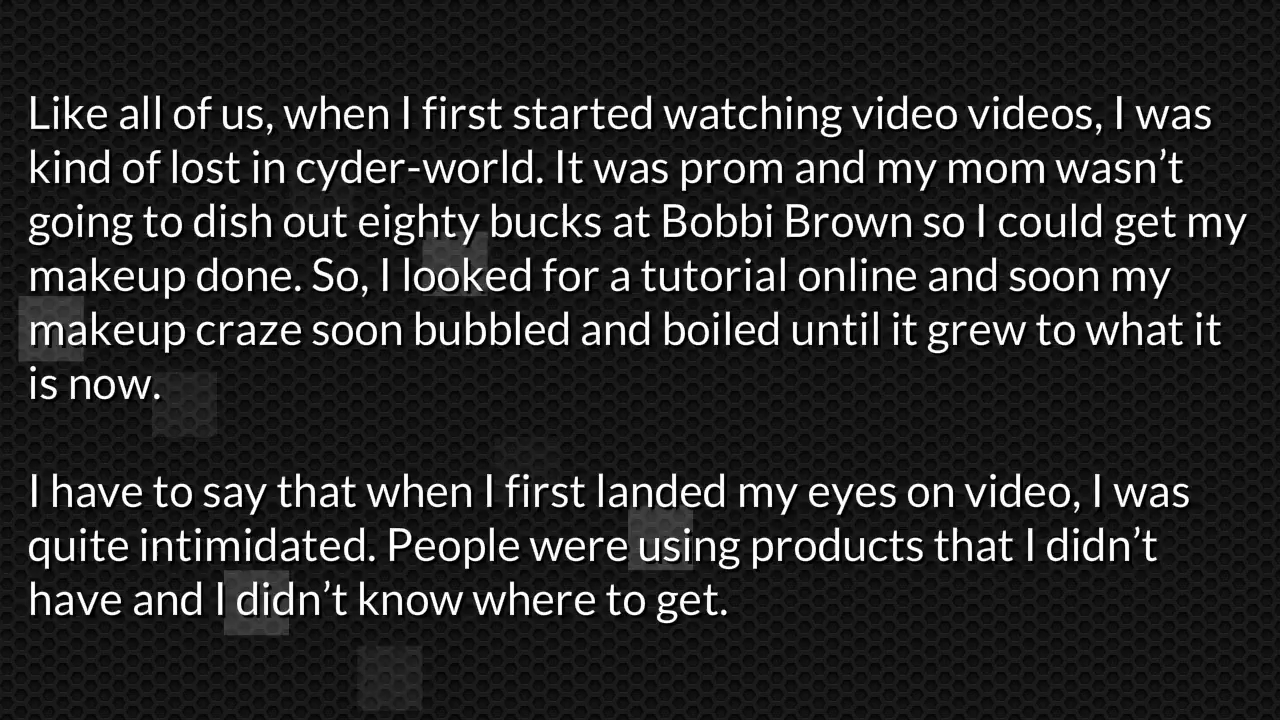 Like all of us, when I first started watching video videos, I was
kind of lost in cyder-world. It was prom and my mom wasn’t
going to dish out eighty bucks at Bobbi Brown so I could get my
makeup done. So, I looked for a tutorial online and soon my
makeup craze soon bubbled and boiled until it grew to what it
is now.
I have to say that when I first landed my eyes on video, I was
quite intimidated. People were using products that I didn’t
have and I didn’t know where to get.